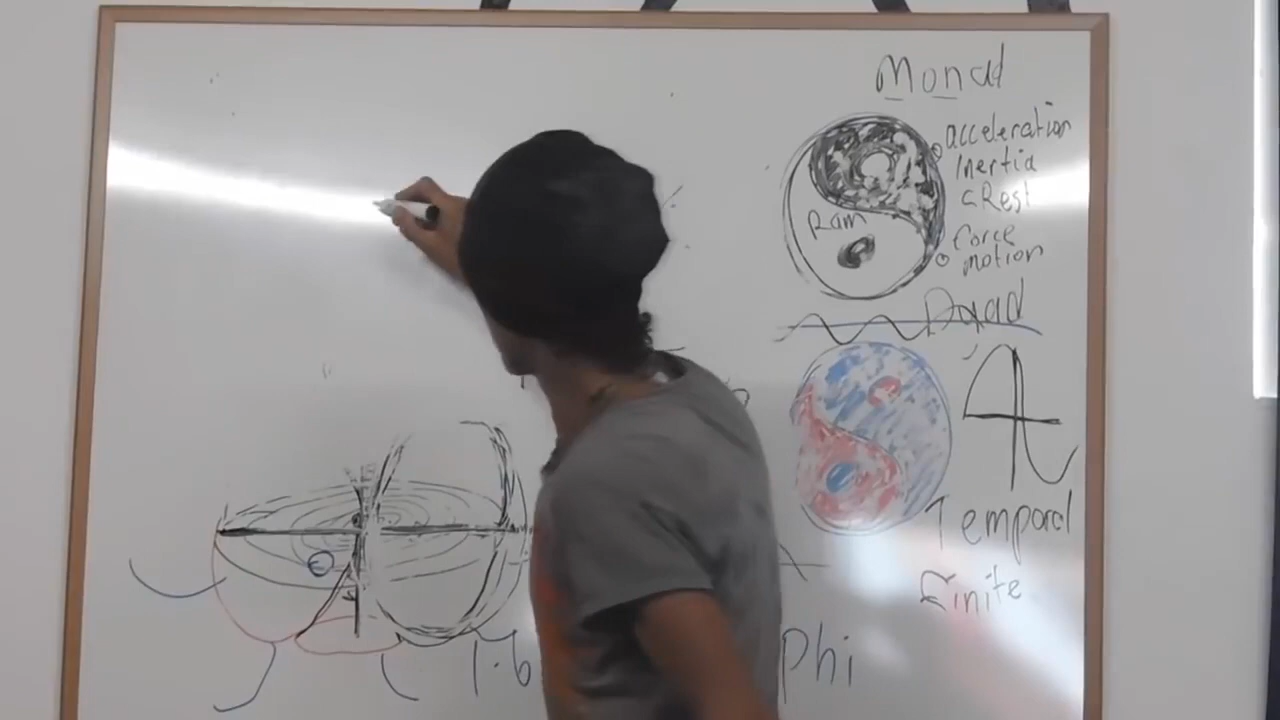 Monad
acceleration
Inertia
Rest
Ram
force
motion
Dyad
Temporal
finite
1.6
Phi